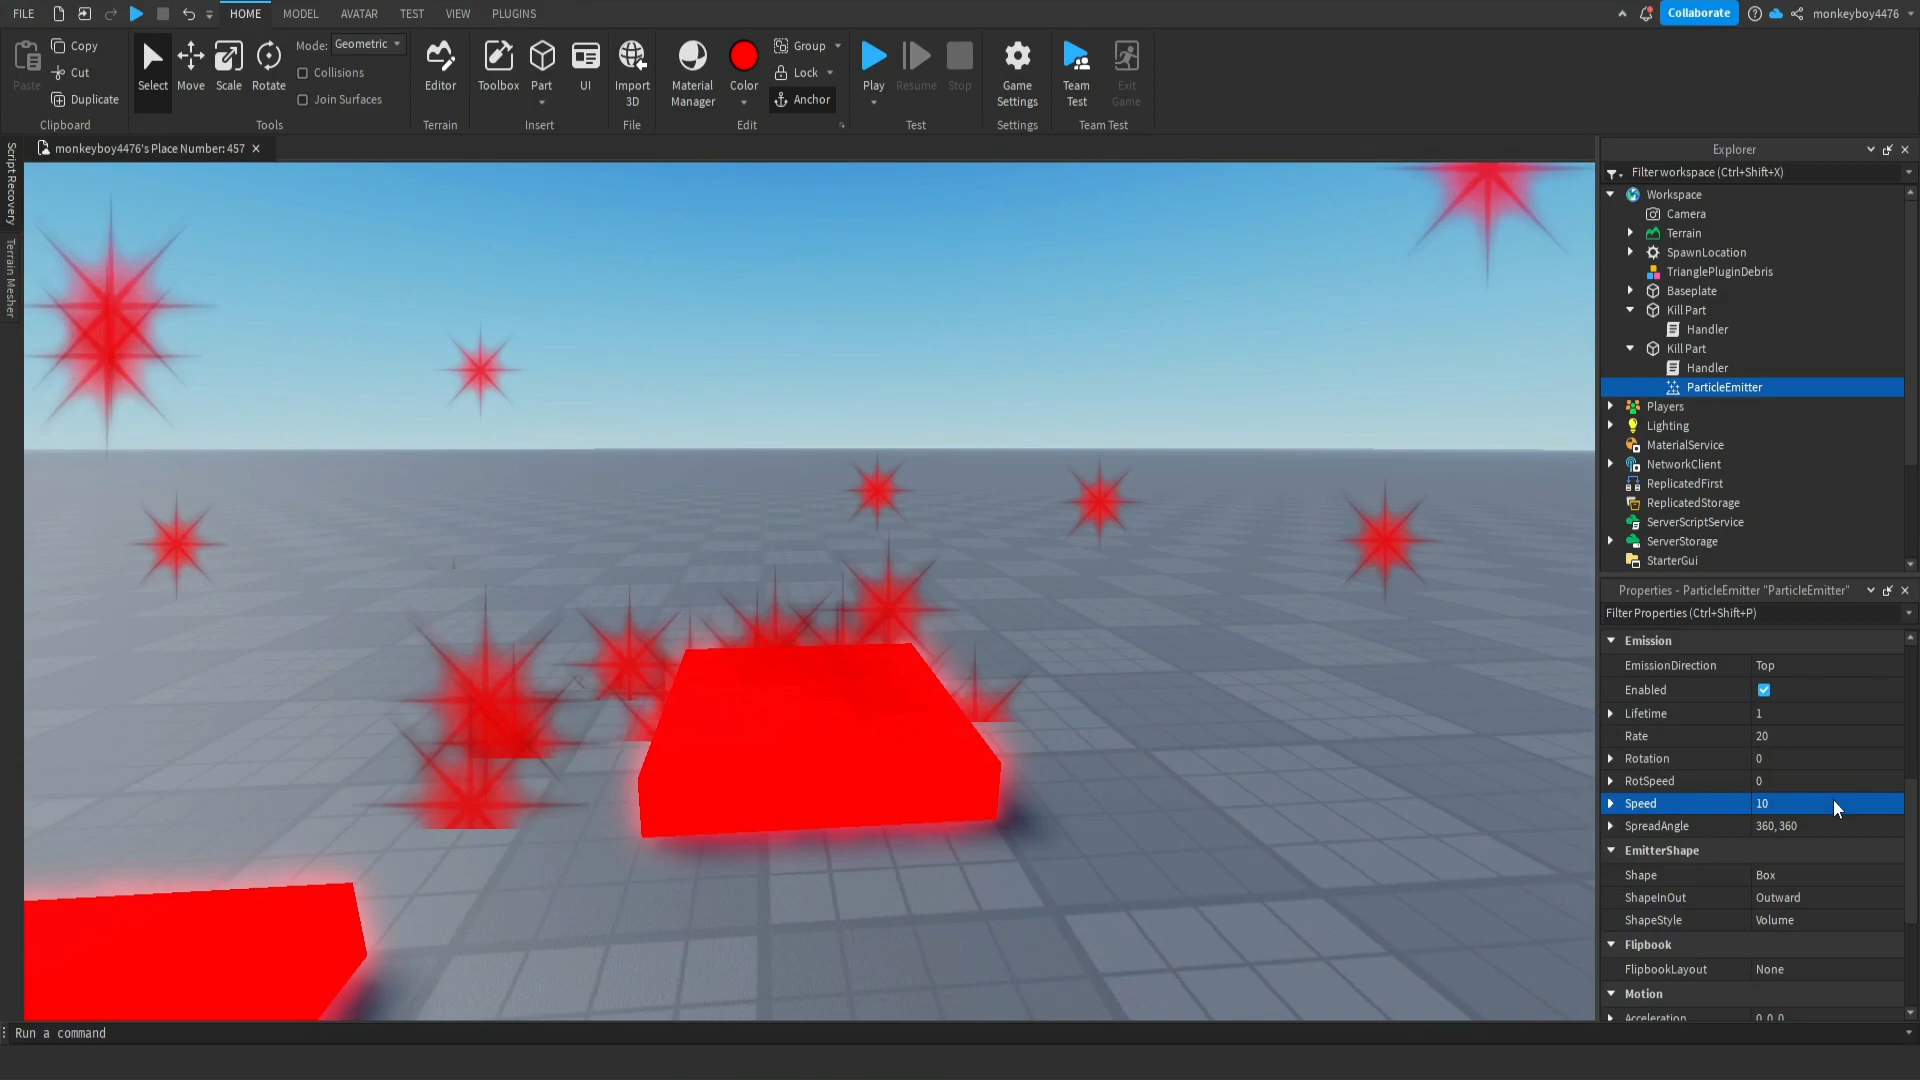 FILE HOME MODEL AVATAR TEST VIEW PLUGINS Collaborate monkeyboy4476
Paste
Copy
Cut
Duplicate
Clipboard
Select
Move
Scale
Rotate
Mode: Geometric
Collisions
Join Surfaces
Tools
Editor
Terrain
Toolbox
Part
UI
Insert
Import
3D
File
Material
Manager
Color
Group
Lock
Anchor
Edit
Play
Resume
Stop
Test
Game
Settings
Settings
Team
Test
Exit
Game
Team Test
Script Recovery
Terrain Mesher
monkeyboy4476's Place Number: 457
Explorer
Filter workspace (Ctrl+Shift+X)
Workspace
Camera
Terrain
SpawnLocation
TrianglePluginDebris
Baseplate
Kill Part
Handler
Kill Part
Handler
ParticleEmitter
Players
Lighting
MaterialService
NetworkClient
ReplicatedFirst
ReplicatedStorage
ServerScriptService
ServerStorage
StarterGui
Properties - ParticleEmitter "ParticleEmitter"
Filter Properties (Ctrl+Shift+P)
Emission
EmissionDirection Top
Enabled
Lifetime 1
Rate 20
Rotation 0
RotSpeed 0
Speed 10
SpreadAngle 360, 360
EmitterShape
Shape Box
ShapeInOut Outward
ShapeStyle Volume
Flipbook
FlipbookLayout None
Motion
Acceleration 0, 0, 0
Run a command